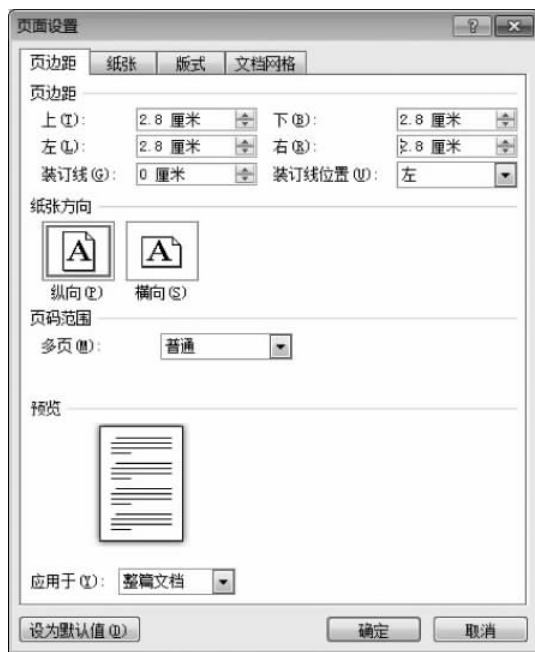 页面设置
页边距 纸张 版式 文档网格
页边距
上(T): 2.8 厘米 下(B): 2.8 厘米
左(L): 2.8 厘米 右(R): 2.8 厘米
装订线(G): 0 厘米 装订线位置(U): 左
纸张方向
A A
纵向(P) 横向(S)
页码范围
多页(M): 普通
预览
应用于(Y): 整篇文档
设为默认值(D) 确定 取消